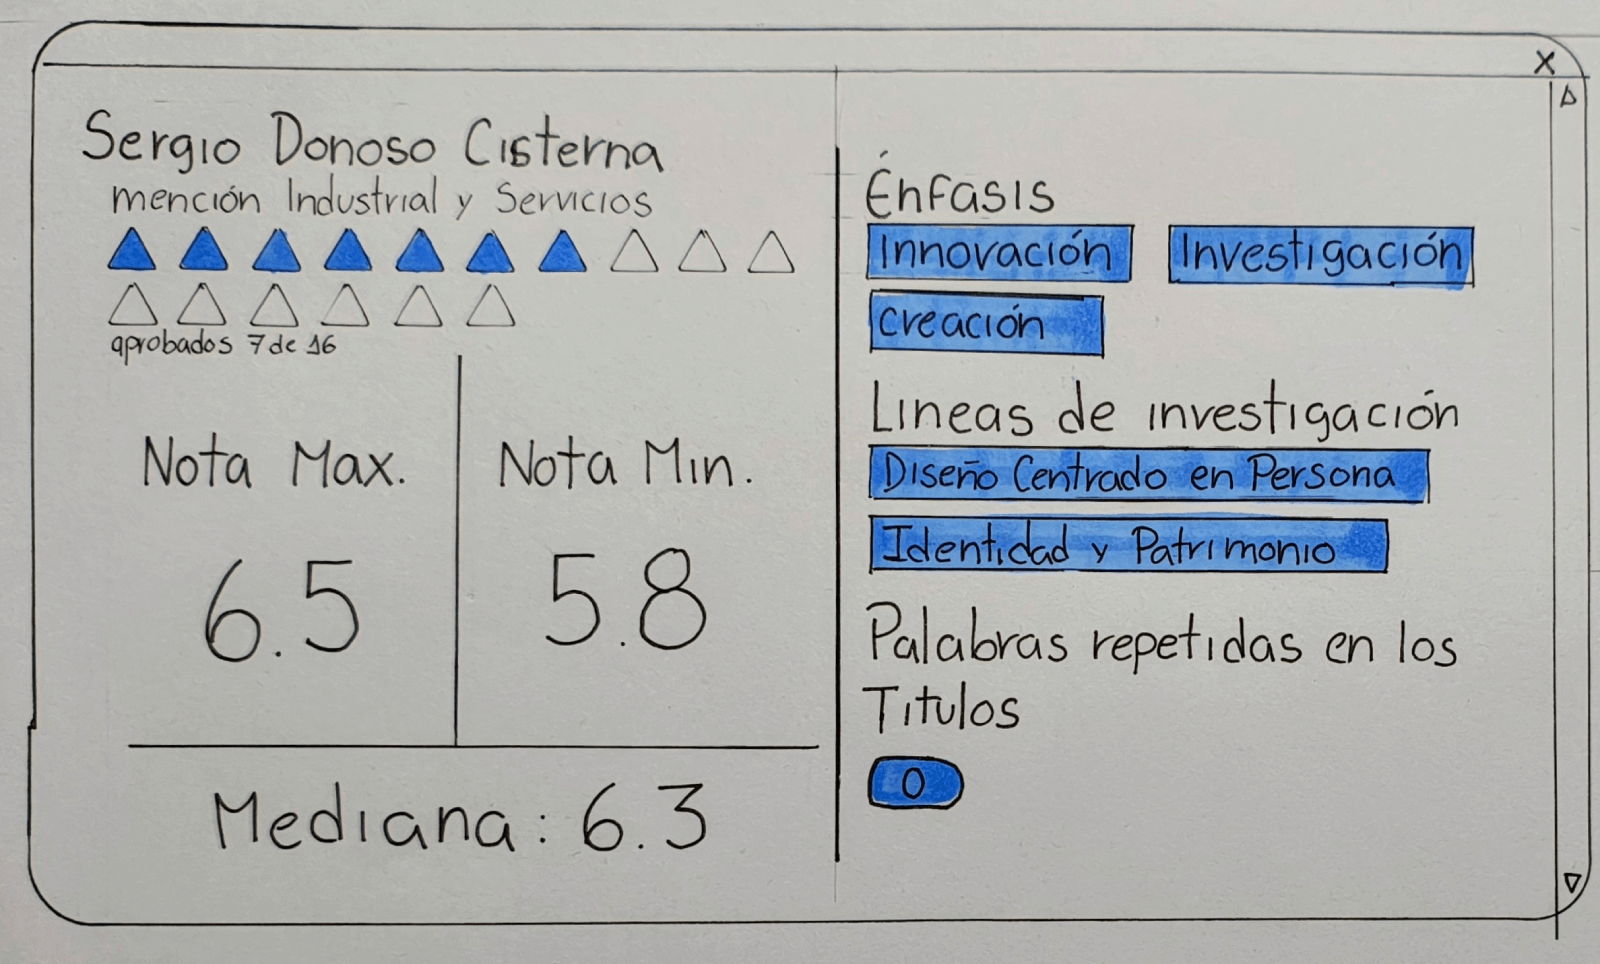 X
Sergio Donoso Cisterna
mención Industrial y Servicios
aprobados 7 de 16
Nota Max.
6.5
Nota Min.
5.8
Mediana: 6.3
Énfasis
Innovación
Investigación
creación
Lineas de investigación
Diseño Centrado en Persona
Identidad y Patrimonio
Palabras repetidas en los
Titulos
0